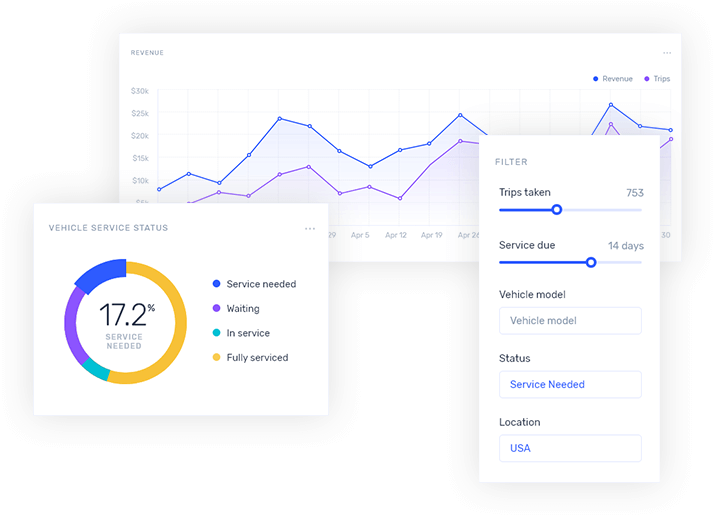 REVENUE
Revenue
Trips
$30k
$25k
$20k
$15k
$10k
29
Apr 5
Apr 12
Apr 19
Apr 26
30
VEHICLE SERVICE STATUS
17.2%
SERVICE
NEEDED
Service needed
Waiting
In service
Fully serviced
FILTER
Trips taken 753
Service due 14 days
Vehicle model
Vehicle model
Status
Service Needed
Location
USA